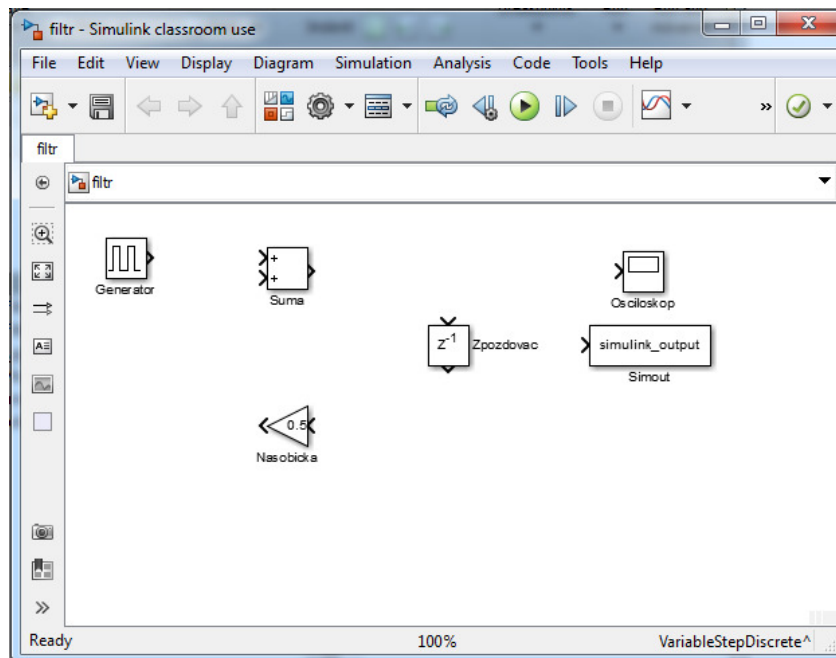 filtr - Simulink classroom use
File Edit View Display Diagram Simulation Analysis Code Tools Help
»
filtr
filtr
Generator
+
+
Suma
Osciloskop
Z-1
Zpozdovac
simulink_output
Simout
0.5
Nasobicka
»
Ready 100% VariableStepDiscrete^